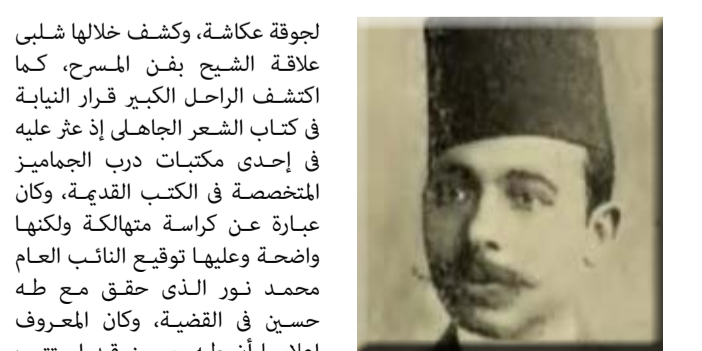 لجوقة عكاشة، وكشف خلالها شلبى
علاقة الشيح بفن المسرح، كما
اكتشف الراحل الكبير قرار النيابة
فى كتاب الشعر الجاهلى إذ عثر عليه
فى إحدى مكتبات درب الجماميز
المتخصصة فى الكتب القديمة، وكان
عبارة عن كراسة متهالكة ولكنها
واضحة وعليها توقيع النائب العام
محمد نور الذى حقق مع طه
حسين فى القضية، وكان المعروف